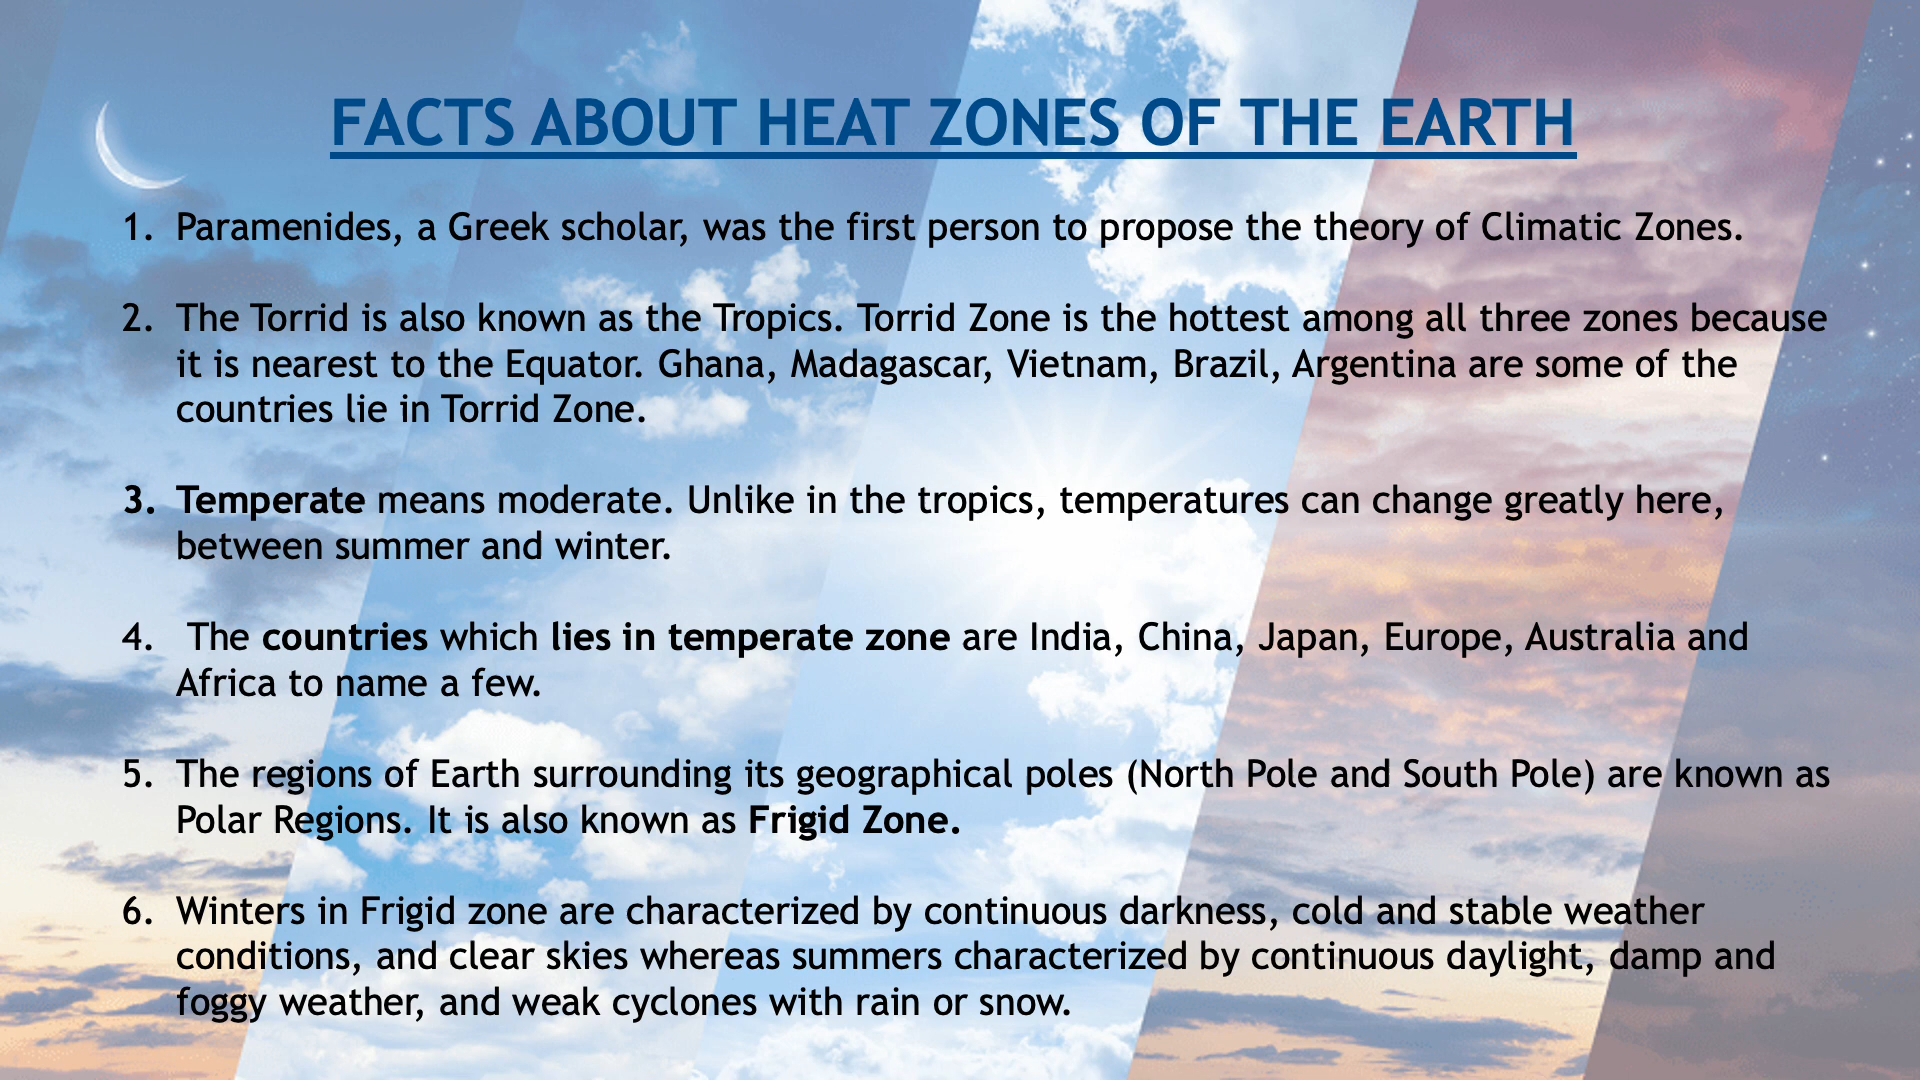 FACTS ABOUT HEAT ZONES OF THE EARTH
1. Paramenides, a Greek scholar, was the first person to propose the theory of Climatic Zones.
2. The Torrid is also known as the Tropics. Torrid Zone is the hottest among all three zones because
it is nearest to the Equator. Ghana, Madagascar, Vietnam, Brazil, Argentina are some of the
countries lie in Torrid Zone.
3. Temperate means moderate. Unlike in the tropics, temperatures can change greatly here,
between summer and winter.
4. The countries which lies in temperate zone are India, China, Japan, Europe, Australia and
Africa to name a few.
5. The regions of Earth surrounding its geographical poles (North Pole and South Pole) are known as
Polar Regions. It is also known as Frigid Zone.
6. Winters in Frigid zone are characterized by continuous darkness, cold and stable weather
conditions, and clear skies whereas summers characterized by continuous daylight, damp and
foggy weather, and weak cyclones with rain or snow.